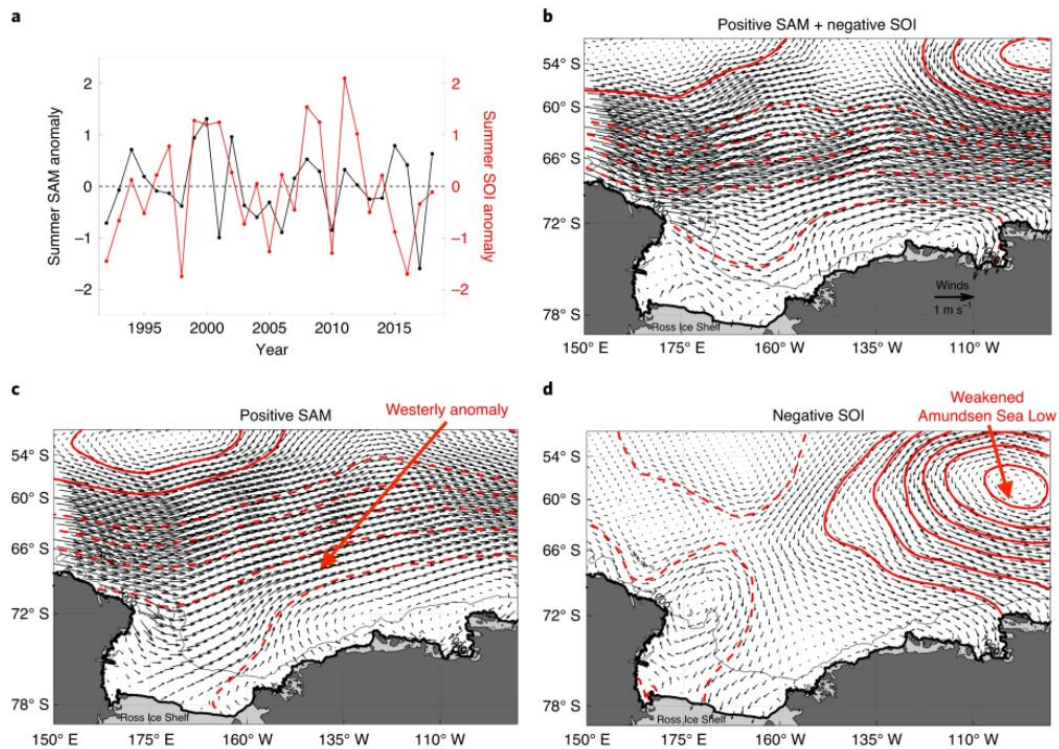 a
2
1
0
−1
−2
Summer SAM anomaly
2
1
0
−1
−2
Summer SOI anomaly
1995 2000 2005 2010 2015
Year
b
Positive SAM + negative SOI
54° S
60° S
66° S
72° S
78° S
Winds
1 m s⁻¹
Ross Ice Shelf
150° E 175° E 160° W 135° W 110° W
c
Positive SAM
Westerly anomaly
54° S
60° S
66° S
72° S
78° S
Ross Ice Shelf
150° E 175° E 160° W 135° W 110° W
d
Negative SOI
Weakened
Amundsen Sea Low
54° S
60° S
66° S
72° S
78° S
Ross Ice Shelf
150° E 175° E 160° W 135° W 110° W